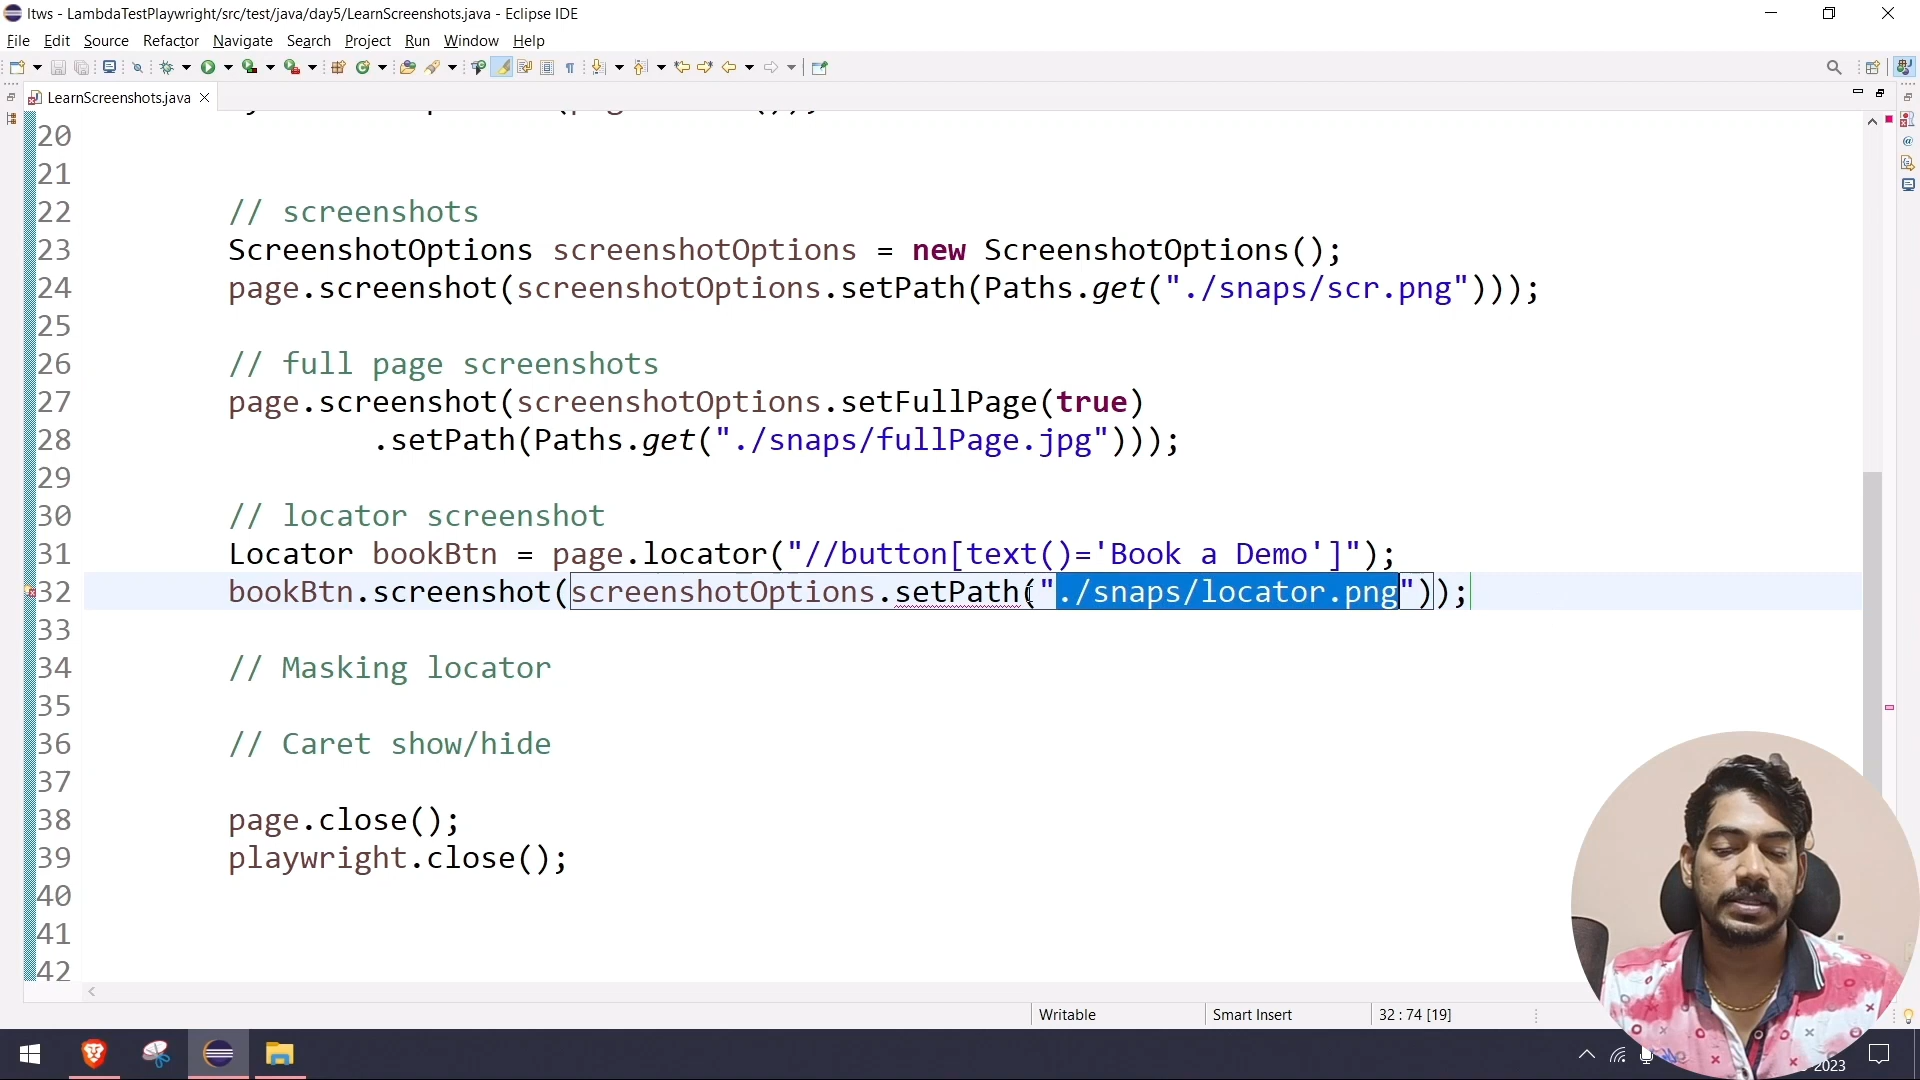 ltws - LambdaTestPlaywright/src/test/java/day5/LearnScreenshots.java - Eclipse IDE
File Edit Source Refactor Navigate Search Project Run Window Help
LearnScreenshots.java
20
21
22 // screenshots
23 ScreenshotOptions screenshotOptions = new ScreenshotOptions();
24 page.screenshot(screenshotOptions.setPath(Paths.get("./snaps/scr.png")));
25
26 // full page screenshots
27 page.screenshot(screenshotOptions.setFullPage(true)
28 .setPath(Paths.get("./snaps/fullPage.jpg")));
29
30 // locator screenshot
31 Locator bookBtn = page.locator("//button[text()='Book a Demo']");
32 bookBtn.screenshot(screenshotOptions.setPath("./snaps/locator.png"));
33
34 // Masking locator
35
36 // Caret show/hide
37
38 page.close();
39 playwright.close();
40
41
42
Writable Smart Insert 32 : 74 [19]
2023